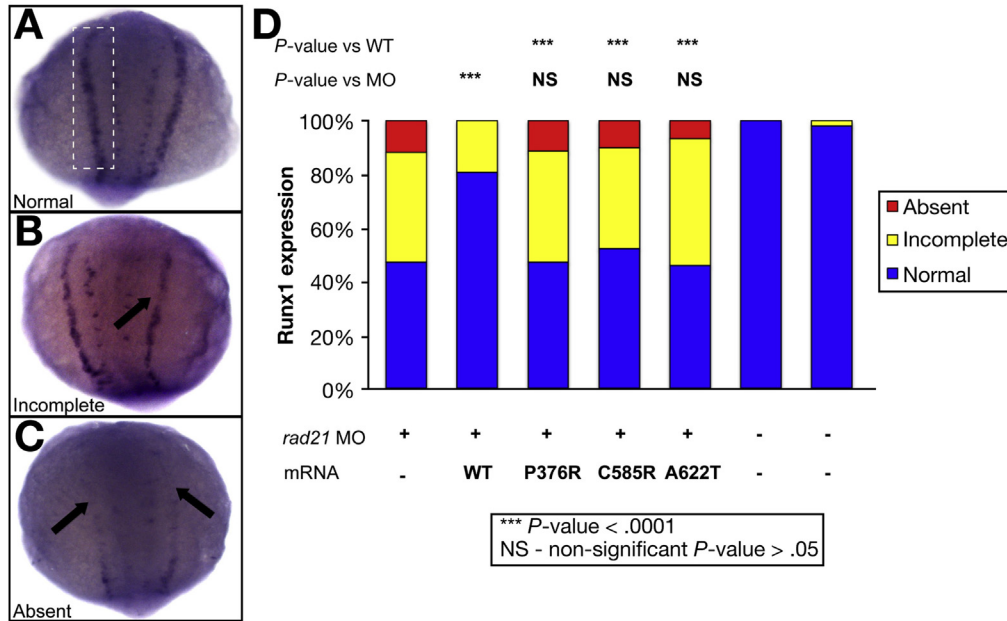 A
Normal
B
Incomplete
C
Absent
D
P-value vs WT *** *** ***
P-value vs MO *** NS NS NS
Runx1 expression
100%
80%
60%
40%
20%
0%
Absent
Incomplete
Normal
rad21 MO + + + + + - -
mRNA - WT P376R C585R A622T - -
*** P-value < .0001
NS - non-significant P-value > .05